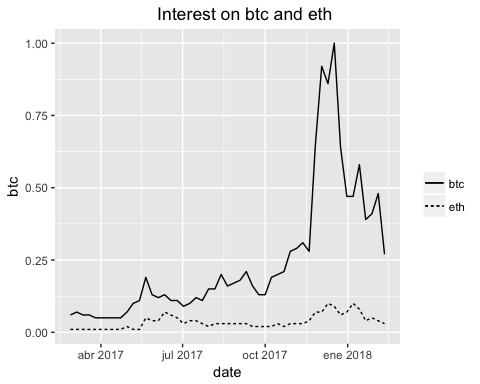 Interest on btc and eth
1.00
0.75
0.50
0.25
0.00
btc
abr 2017
jul 2017
oct 2017
ene 2018
date
btc
eth